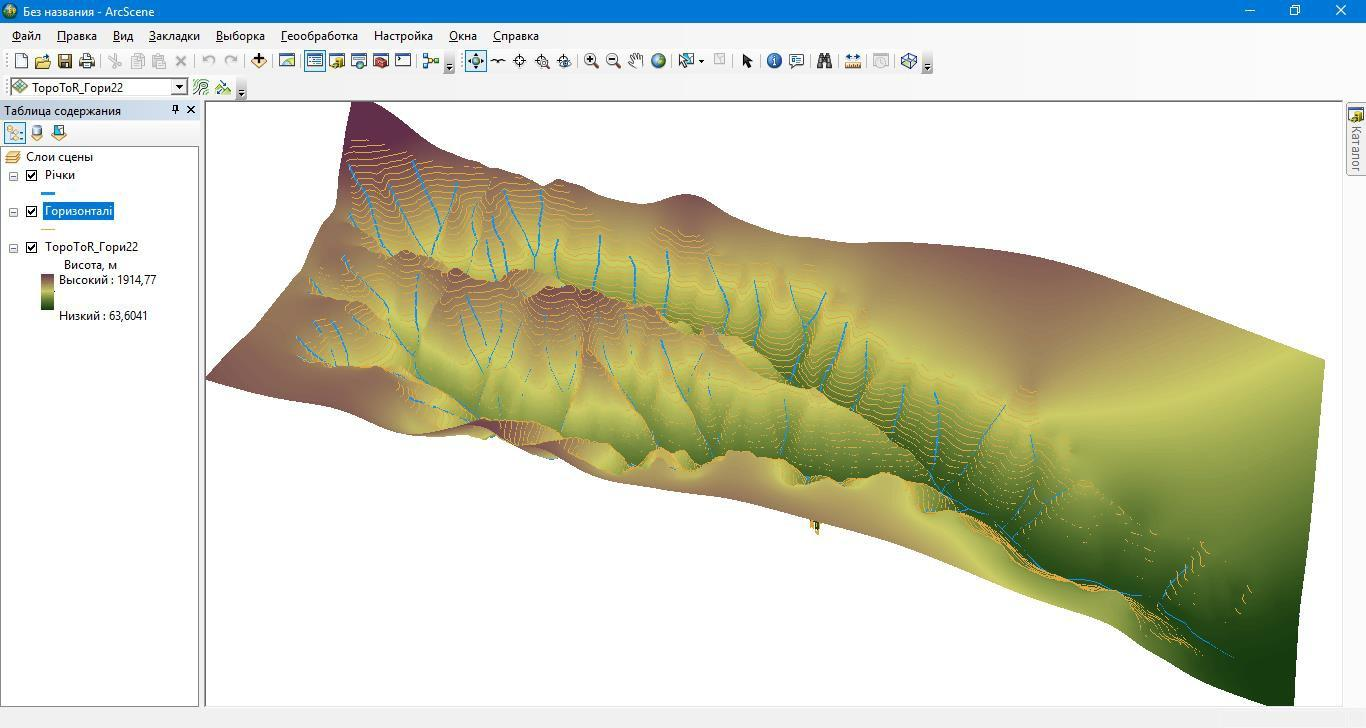 Без названия - ArcScene
Файл Правка Вид Закладки Выборка Геообработка Настройка Окна Справка
ТороТоR_Гори22
Таблица содержания
Слои сцены
Річки
Горизонталі
ТороТоR_Гори22
Висота, м
Высокий : 1914,77
Низкий : 63,6041
Каталог